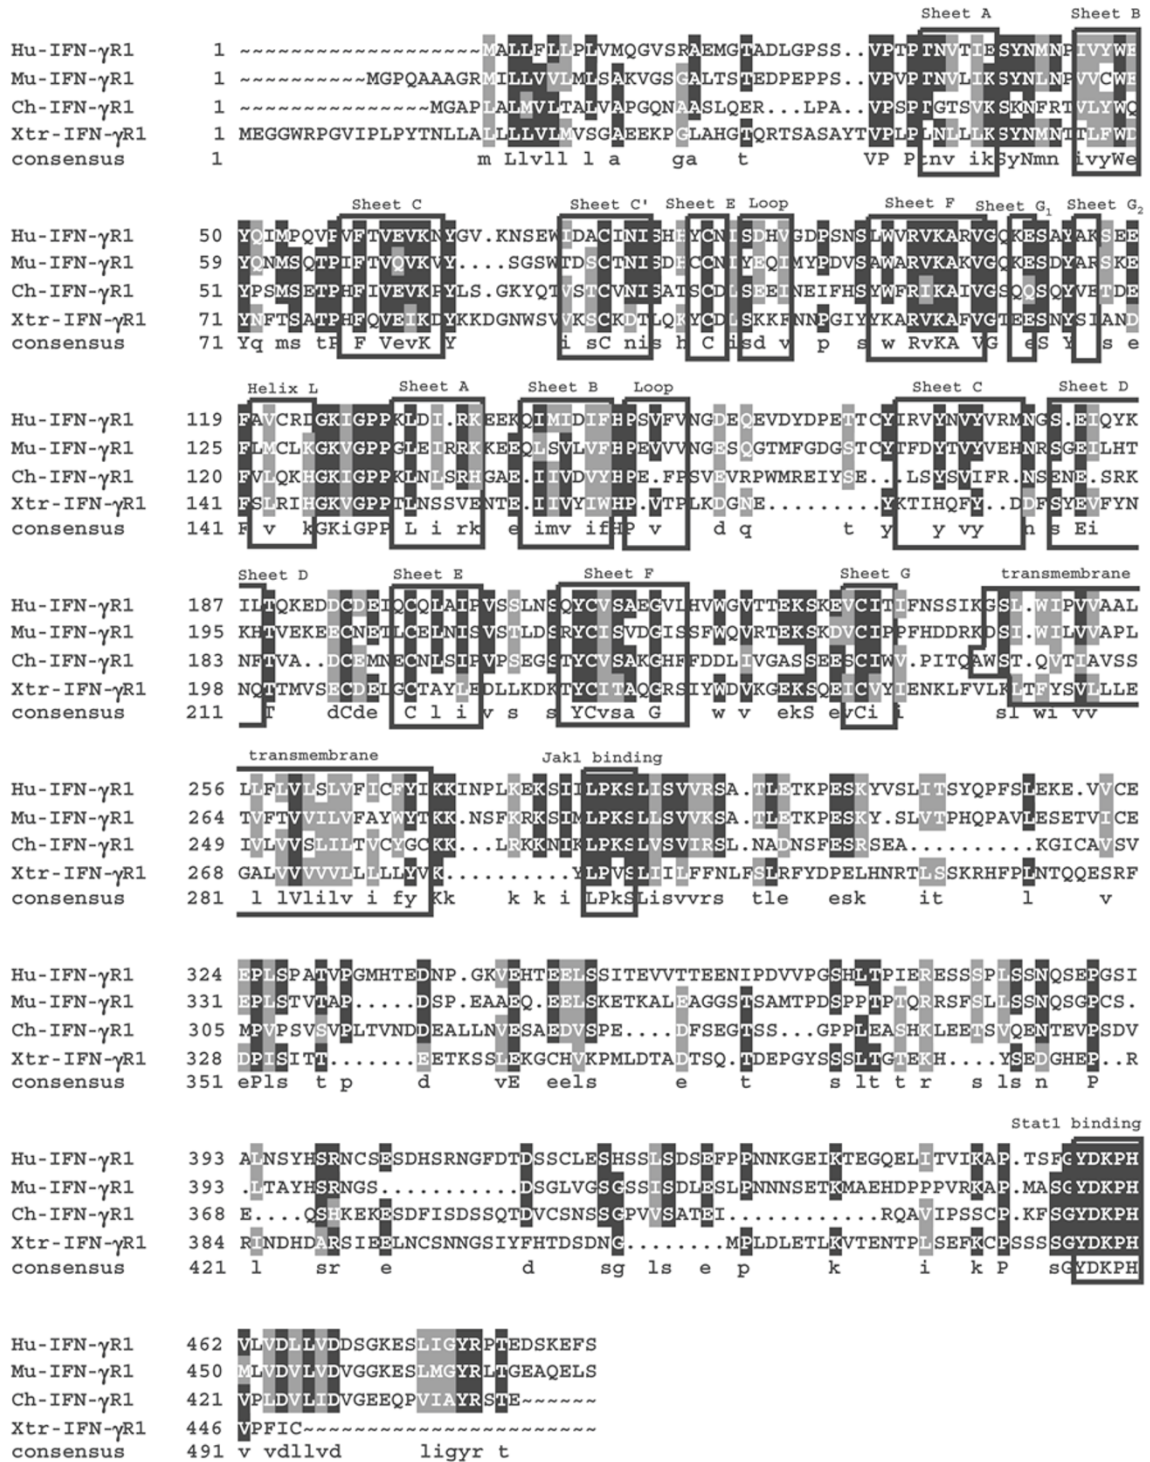 Sheet A Sheet B
Hu-IFN-γR1 1 ~~~~~~~~~~~~~~~~~~~MALLFLLPLVMQGVSRAEMGTADLGPSS..VPTPTNVTIESYNMNPIVYWE
Mu-IFN-γR1 1 ~~~~~~~~~~MGPQAAAGRMILLVVLMLSAKVGSGALTSTEDPEPPS..VPVPTNVLIKSYNLNPVVCWE
Ch-IFN-γR1 1 ~~~~~~~~~~~~~~~MGAPLALMVLTALVAPGQNAASLQER...LPA..VPSPTGTSVKSKNFRTVLYWQ
Xtr-IFN-γR1 1 MEGGWRPGVIPLPYTNLLALLLLVLMVSGAEEKPGLAHGTQRTSASAYTVPLPLNLLLKSYNMNTTLFWD
consensus 1 m Llvll l a ga t VP Ptnv ikSyNmn ivyWe
Sheet C Sheet C' Sheet E Loop Sheet F Sheet G1 Sheet G2
Hu-IFN-γR1 50 YQIMPQVPVFTVEVKNYGV.KNSEWIDACINISHHYCNISDHVGDPSNSLWVRVKARVGQKESAYAKSEE
Mu-IFN-γR1 59 YQNMSQTPIFTVQVKVY....SGSWTDSCTNISDHCCNIYEQIMYPDVSAWARVKAKVGQKESDYARSKE
Ch-IFN-γR1 51 YPSMSETPHFIVEVKPYLS.GKYQTVSTCVNISATSCDLSEEINEIFHSYWFRIKAIVGSQQSQYVETDE
Xtr-IFN-γR1 71 YNFTSATPHFQVEIKDYKKDGNWSVVKSCKDTLQKYCDLSKKFNNPGIYYKARVKAFVGTEESNYSIAND
consensus 71 Yq ms tP F VevK Y i sC nis h C isd v p s w RvKA VG eS Y s e
Helix L Sheet A Sheet B Loop Sheet C Sheet D
Hu-IFN-γR1 119 FAVCRDGKIGPPKLDI.RKEEKQIMIDIFHPSVFVNGDEQEVDYDPETTCYIRVYNVYVRMNGS.EIQYK
Mu-IFN-γR1 125 FLMCLKGKVGPPGLEIRRKKEEQLSVLVFHPEVVVNGESQGTMFGDGSTCYTFDYTVYVEHNRSGEILHT
Ch-IFN-γR1 120 FVLQKHGKIGPPKLNLSRHGAE.IIVDVYHPE.FPSVEVRPWMREIYSE...LSYSVIFR.NSENE.SRK
Xtr-IFN-γR1 141 FSLRIHGKVGPPTLNSSVENTE.IIVYIWHP.VTPLKDGNE.........YKTIHQFY..DDFSYEVFYN
consensus 141 F v kGKiGPP L i rk e imv ifHP v d q t y y vy n s Ei
Sheet D Sheet E Sheet F Sheet G transmembrane
Hu-IFN-γR1 187 ILTQKEDDCDEIQCQLAIPVSSLNSQYCVSAEGVLHVWGVTTEKSKEVCITIFNSSIKGSL.WIPVVAAL
Mu-IFN-γR1 195 KHTVEKEECNETLCELNISVSTLDSRYCISVDGISSFWQVRTEKSKDVCIPPFHDDRKDSI.WILVVAPL
Ch-IFN-γR1 183 NFTVA..DCEMNECNLSIPVPSEGSTYCVSAKGHFFDDLIVGASSEESCIWV.PITQAWST.QVTIAVSS
Xtr-IFN-γR1 198 NQTTMVSECDELGCTAYLEDLLKDKTYCITAQGRSIYWDVKGEKSQEICVYIENKLFVLKLTFYSVLLLE
consensus 211 T dCde C l i v s s YCvsa G w v ekS evCi i sl wi vv
transmembrane Jak1 binding
Hu-IFN-γR1 256 LLFLVLSLVFICFYIKKINPLKEKSIILPKSLISVVRSA.TLETKPESKYVSLITSYQPFSLEKE.VVCE
Mu-IFN-γR1 264 TVFTVVILVFAYWYTKK.NSFKRKSIMLPKSLLSVVKSA.TLETKPESKY.SLVTPHQPAVLESETVICE
Ch-IFN-γR1 249 IVLVVSLILTVCYGCKK...LRKKNIKLPKSLVSVIRSL.NADNSFESRSEA..........KGICAVSV
Xtr-IFN-γR1 268 GALVVVVVLLLLLYVK..........YLPVSLIILFFNLFSLRFYDPELHNRTLSSKRHFPLNTQQESRF
consensus 281 l lVlilv i fy Kk k k i LPkSLisvvrs tle esk it l v
Hu-IFN-γR1 324 EPLSPATVPGMHTEDNP.GKVEHTEELSSITEVVTTEENIPDVVPGSHLTPIERESSSPLSSNQSEPGSI
Mu-IFN-γR1 331 EPLSTVTAP.....DSP.EAAEQ.EELSKETKALEAGGSTSAMTPDSPPTPTQRRSFSLLSSNQSGPCS.
Ch-IFN-γR1 305 MPVPSVSVPLTVNDDEALLNVESAEDVSPE....DFSEGTSS...GPPLEASHKLEETSVQENTEVPSDV
Xtr-IFN-γR1 328 DPISITT.......EETKSSLEKGCHVKPMLDTADTSQ.TDEPGYSSSLTGTEKH....YSEDGHEP..R
consensus 351 ePls t p d vE eels e t s lt t r s ls n P
Stat1 binding
Hu-IFN-γR1 393 ALNSYHSRNCSESDHSRNGFDTDSSCLESHSSLSDSEFPPNNKGEIKTEGQELITVIKAP.TSFGYDKPH
Mu-IFN-γR1 393 .LTAYHSRNGS...........DSGLVGSGSSISDLESLPNNNSETKMAEHDPPPVRKAP.MASGYDKPH
Ch-IFN-γR1 368 E....QSHKEKESDFISDSSQTDVCSNSSGPVVSATEI............RQAVIPSSCP.KFSGYDKPH
Xtr-IFN-γR1 384 RINDHDARSIEELNCSNNGSIYFHTDSDNG........MPLDLETLKVTENTPLSEFKCPSSSSGYDKPH
consensus 421 l sr e d sg ls e p k i k P sGYDKPH
Hu-IFN-γR1 462 VLVDLLVDDSGKESLIGYRPTEDSKEFS
Mu-IFN-γR1 450 MLVDVLVDVGGKESLMGYRLTGEAQELS
Ch-IFN-γR1 421 VPLDVLIDVGEEQPVIAYRSTE~~~~~~
Xtr-IFN-γR1 446 VPFIC~~~~~~~~~~~~~~~~~~~~~~~
consensus 491 v vdllvd ligyr t